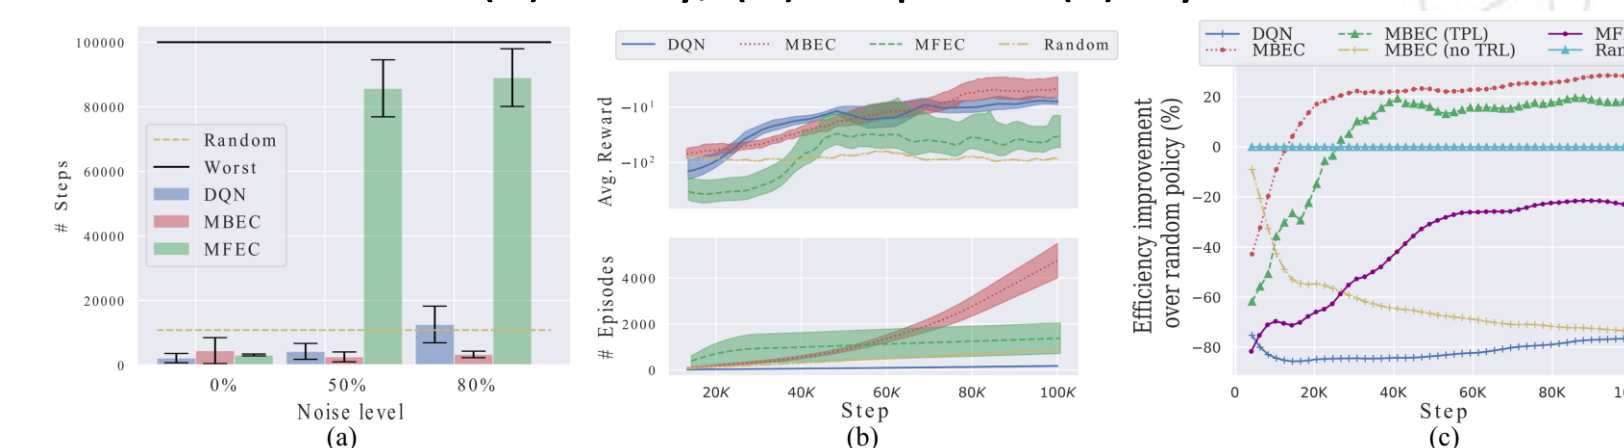 100000
80000
60000
40000
20000
0
# Steps
Random
Worst
DQN
MBEC
MFEC
0% 50% 80%
Noise level
(a)
DQN MBEC MFEC Random
Avg. Reward
−10¹
−10²
# Episodes
4000
2000
0
20K 40K 60K 80K 100K
Step
(b)
DQN MBEC (TPL) MF
MBEC MBEC (no TRL) Ran
Efficiency improvement
over random policy (%)
20
0
−20
−40
−60
−80
0 20K 40K 60K 80K
Step
(c)